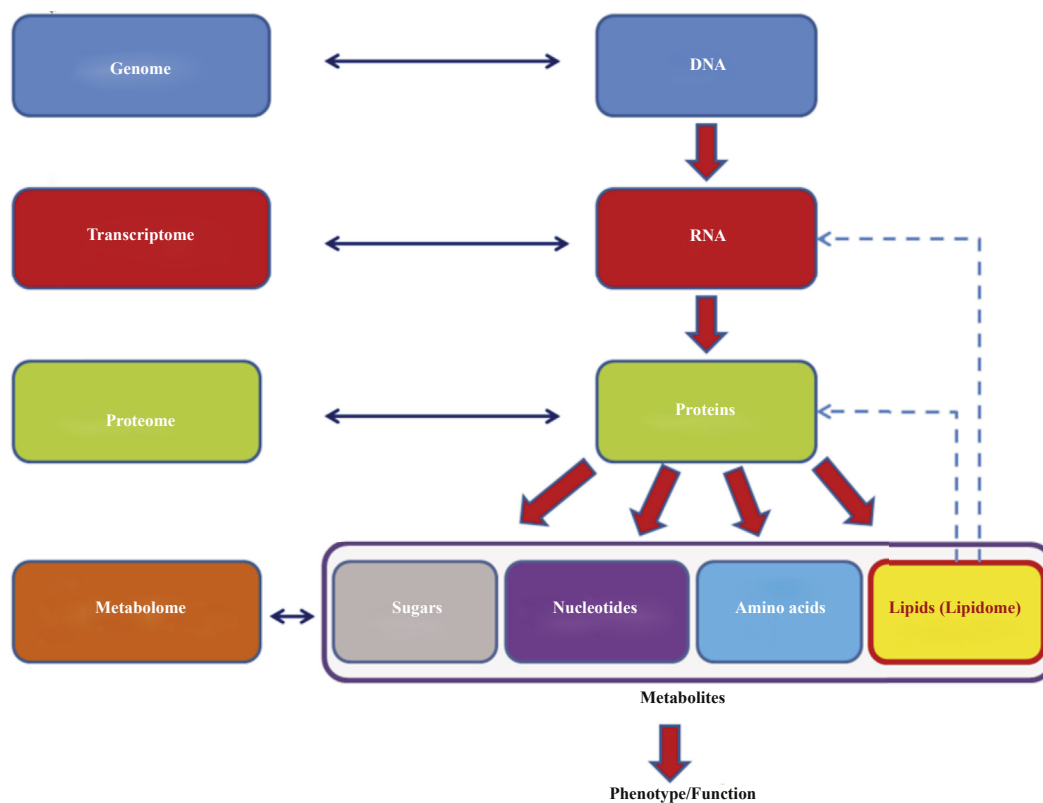 Genome
DNA
Transcriptome
RNA
Proteome
Proteins
Metabolome
Sugars
Nucleotides
Amino acids
Lipids (Lipidome)
Metabolites
Phenotype/Function